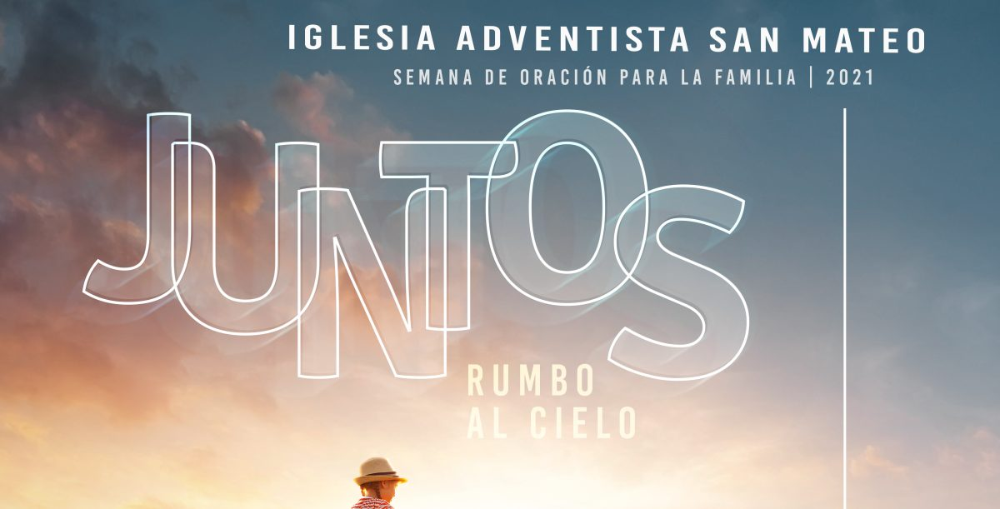 IGLESIA ADVENTISTA SAN MATEO
SEMANA DE ORACIÓN PARA LA FAMILIA | 2021
JUNTOS
RUMBO
AL CIELO